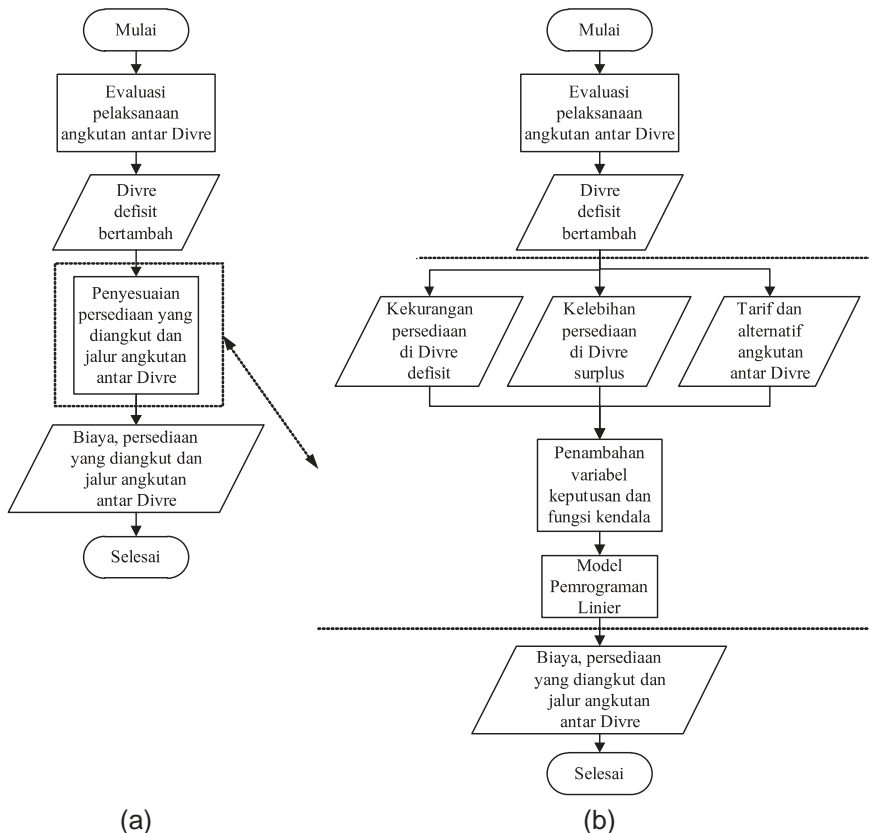 Mulai
Evaluasi
pelaksanaan
angkutan antar Divre
Divre
defisit
bertambah
Penyesuaian
persediaan yang
diangkut dan
jalur angkutan
antar Divre
Biaya, persediaan
yang diangkut dan
jalur angkutan
antar Divre
Selesai
(a)
Mulai
Evaluasi
pelaksanaan
angkutan antar Divre
Divre
defisit
bertambah
Kekurangan
persediaan
di Divre
defisit
Kelebihan
persediaan
di Divre
surplus
Tarif dan
alternatif
angkutan
antar Divre
Penambahan
variabel
keputusan dan
fungsi kendala
Model
Pemrograman
Linier
Biaya, persediaan
yang diangkut dan
jalur angkutan
antar Divre
Selesai
(b)